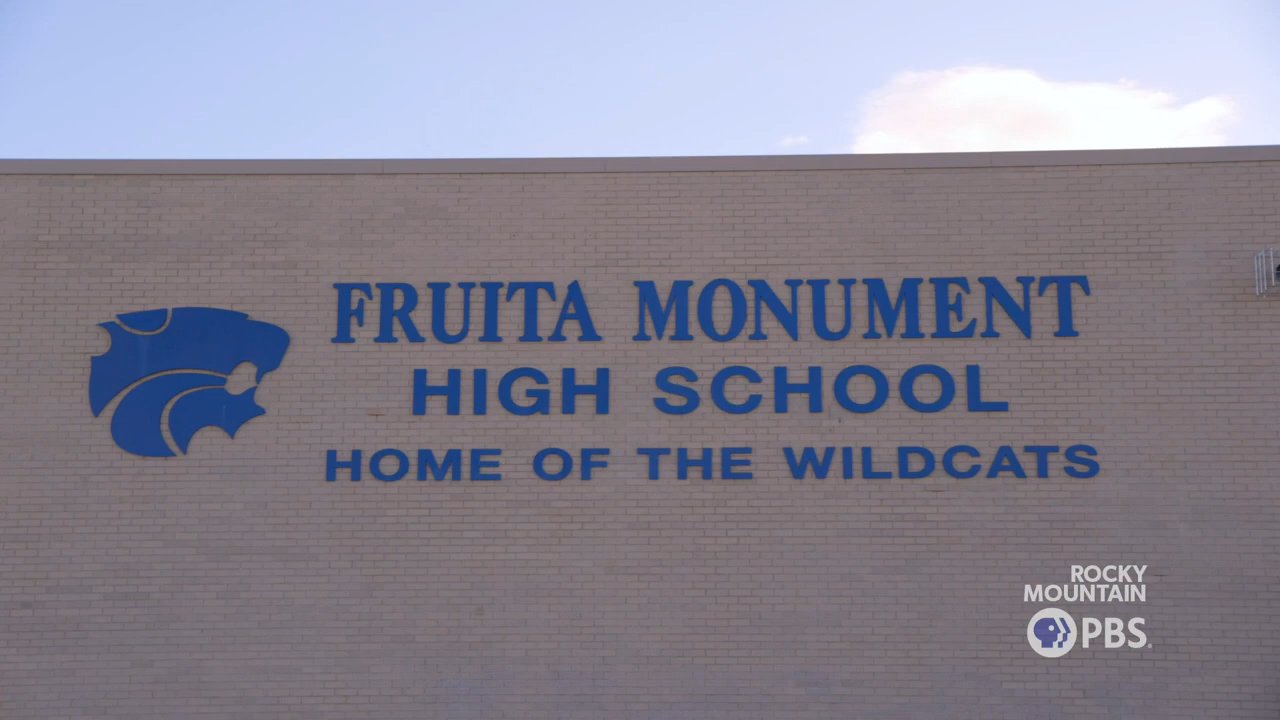 FRUITA MONUMENT
HIGH SCHOOL
HOME OF THE WILDCATS
ROCKY
MOUNTAIN
PBS